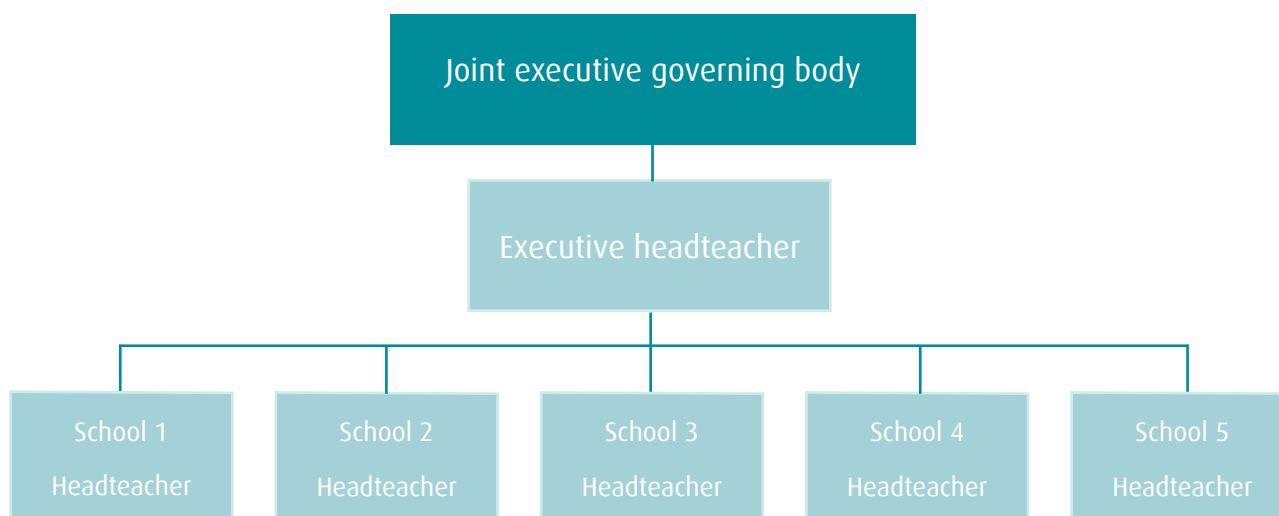 Joint executive governing body
Executive headteacher
School 1
Headteacher
School 2
Headteacher
School 3
Headteacher
School 4
Headteacher
School 5
Headteacher